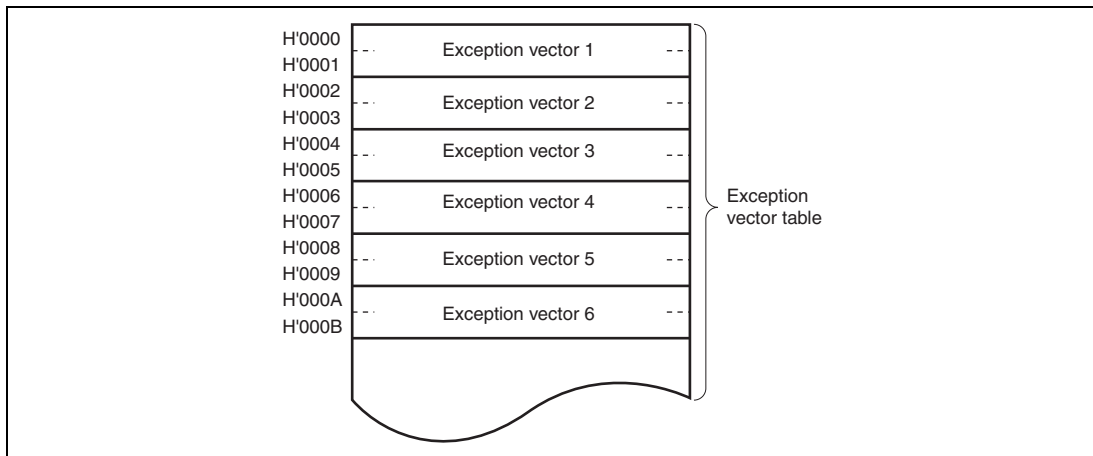 H'0000
Exception vector 1
H'0001
H'0002
Exception vector 2
H'0003
H'0004
Exception vector 3
H'0005
H'0006
Exception vector 4
H'0007
Exception
vector table
H'0008
Exception vector 5
H'0009
H'000A
Exception vector 6
H'000B